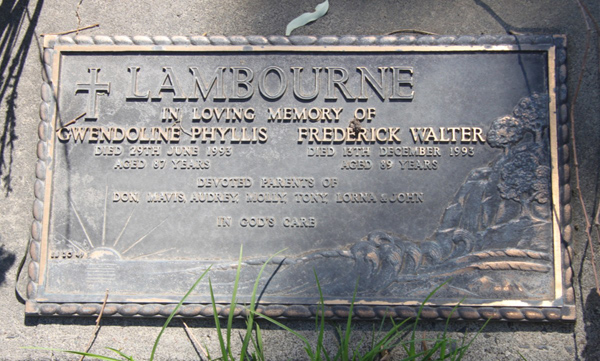 LAMBOURNE
IN LOVING MEMORY OF
GWENDOLINE PHYLLIS FREDERICK WALTER
DIED 29TH JUNE 1993 DIED 15TH DECEMBER 1993
AGED 87 YEARS AGED 89 YEARS
DEVOTED PARENTS OF
DON, MAVIS, AUDREY, MOLLY, TONY, LORNA & JOHN
IN GOD'S CARE